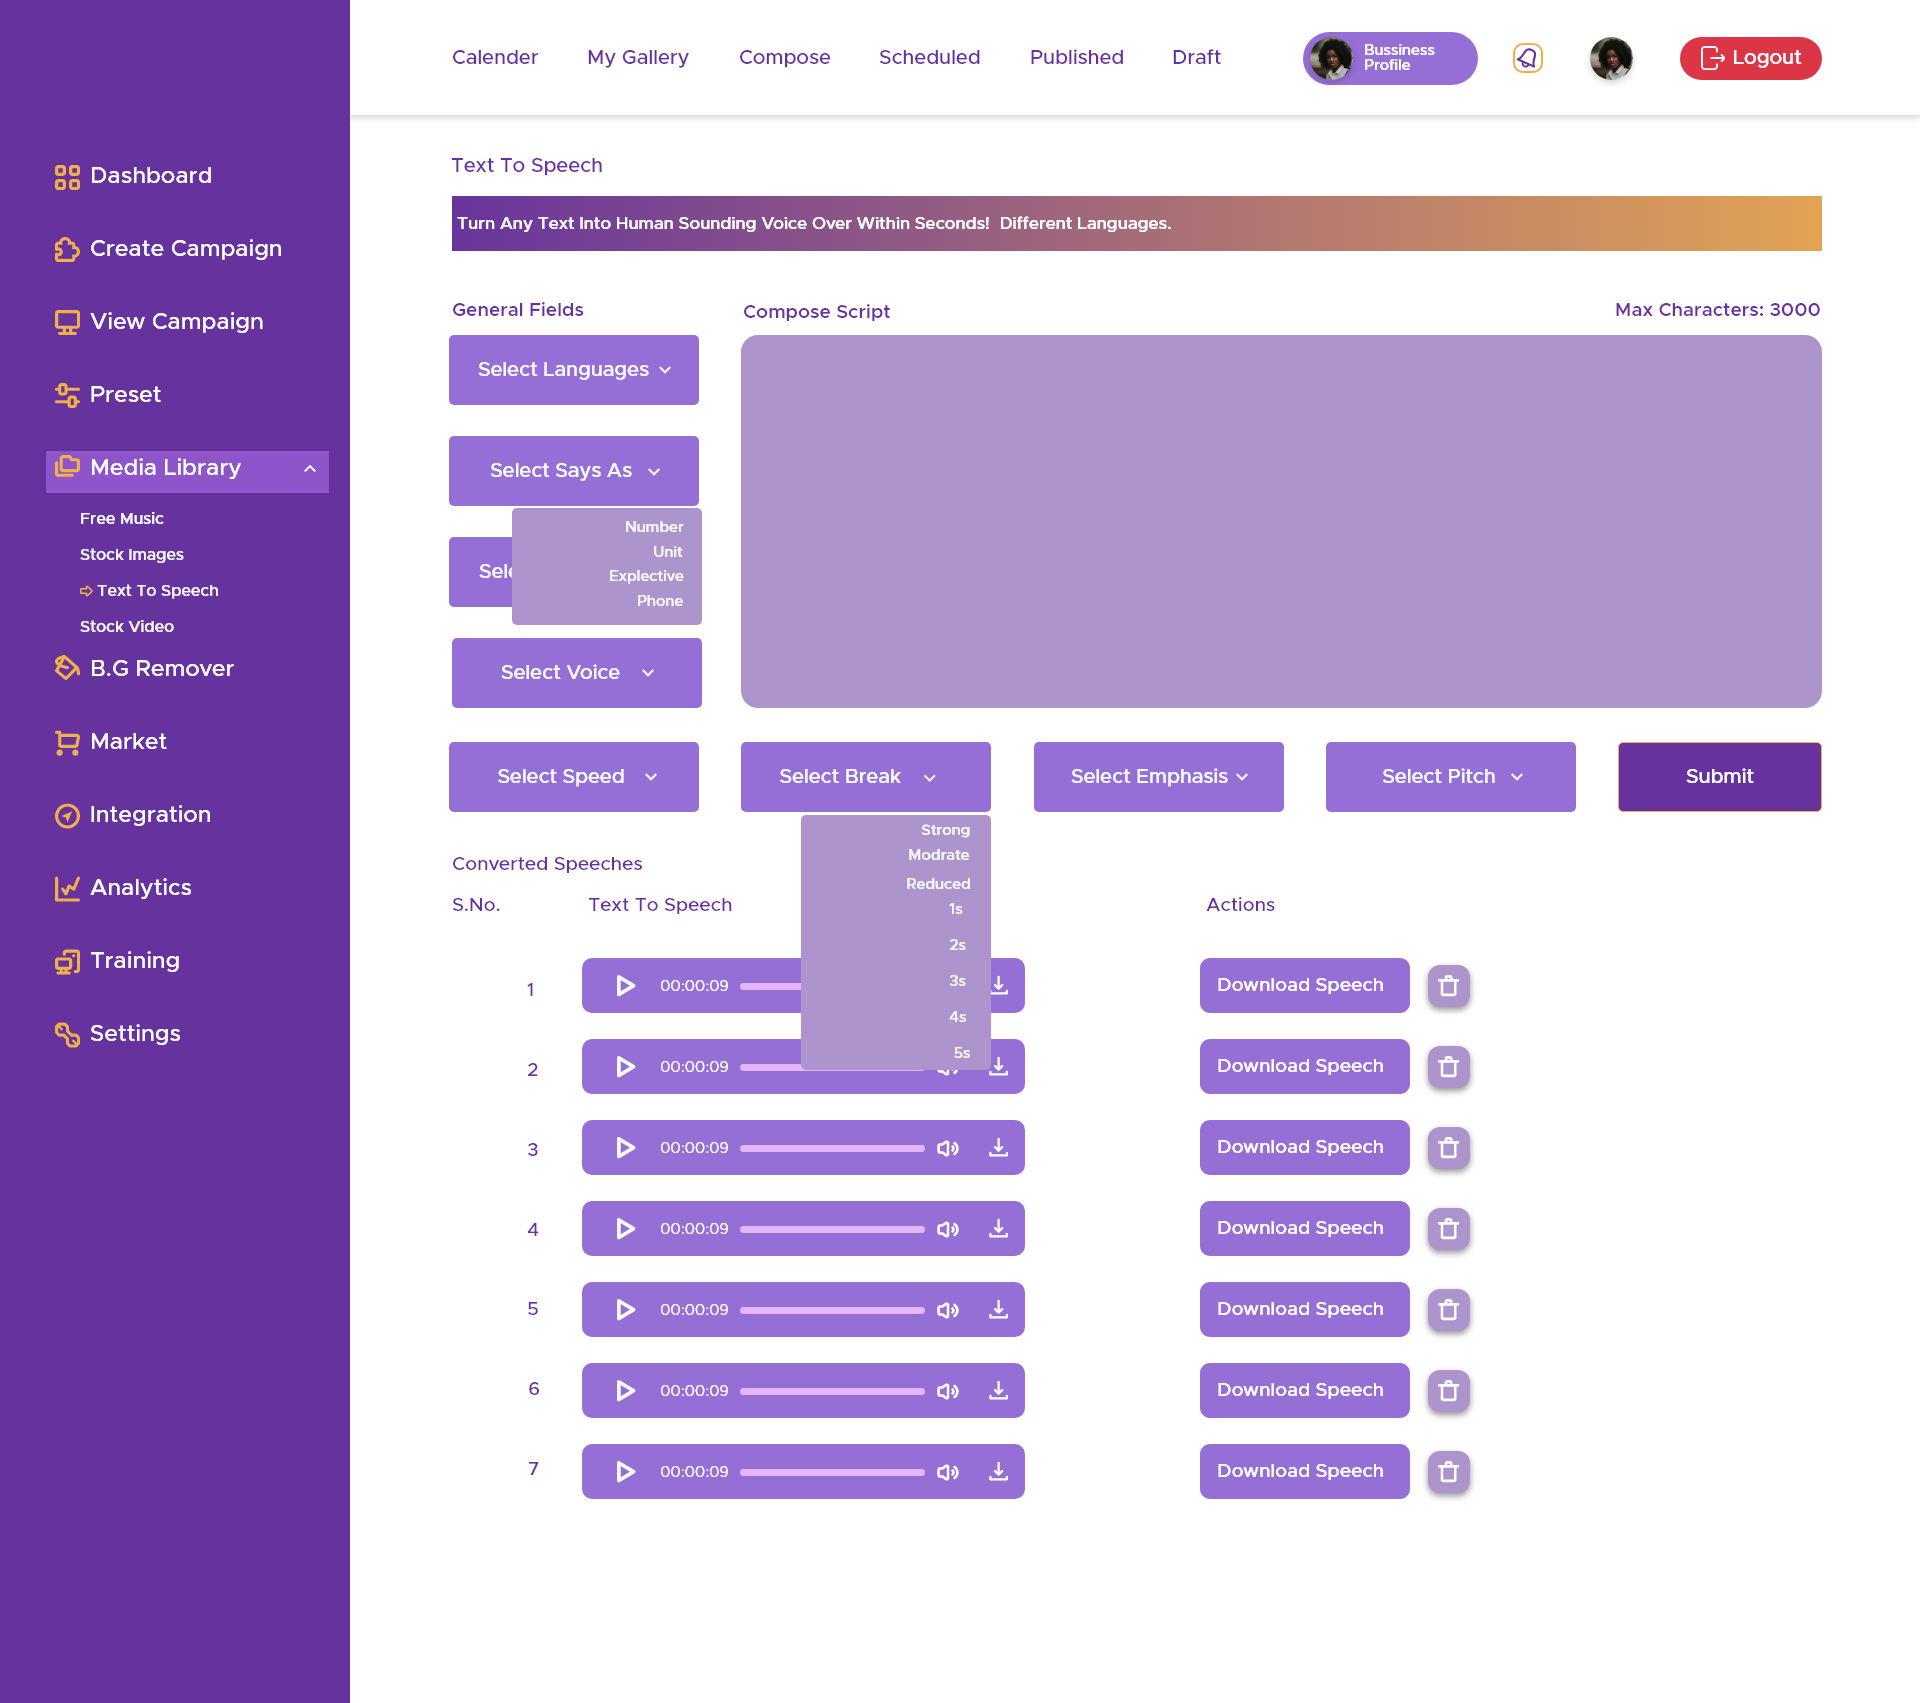 Calender
My Gallery
Compose
Scheduled
Published
Draft
Bussiness
Profile
Logout
Dashboard
Create Campaign
View Campaign
Preset
Media Library
Free Music
Stock Images
Text To Speech
Stock Video
B.G Remover
Market
Integration
Analytics
Training
Settings
Text To Speech
Turn Any Text Into Human Sounding Voice Over Within Seconds!  Different Languages.
General Fields
Compose Script
Max Characters: 3000
Select Languages
Select Says As
Number
Unit
Explective
Phone
Select Voice
Select Speed
Select Break
Select Emphasis
Select Pitch
Submit
Strong
Modrate
Reduced
1s
2s
3s
4s
5s
Converted Speeches
S.No.
Text To Speech
Actions
1
00:00:09
Download Speech
2
00:00:09
Download Speech
3
00:00:09
Download Speech
4
00:00:09
Download Speech
5
00:00:09
Download Speech
6
00:00:09
Download Speech
7
00:00:09
Download Speech